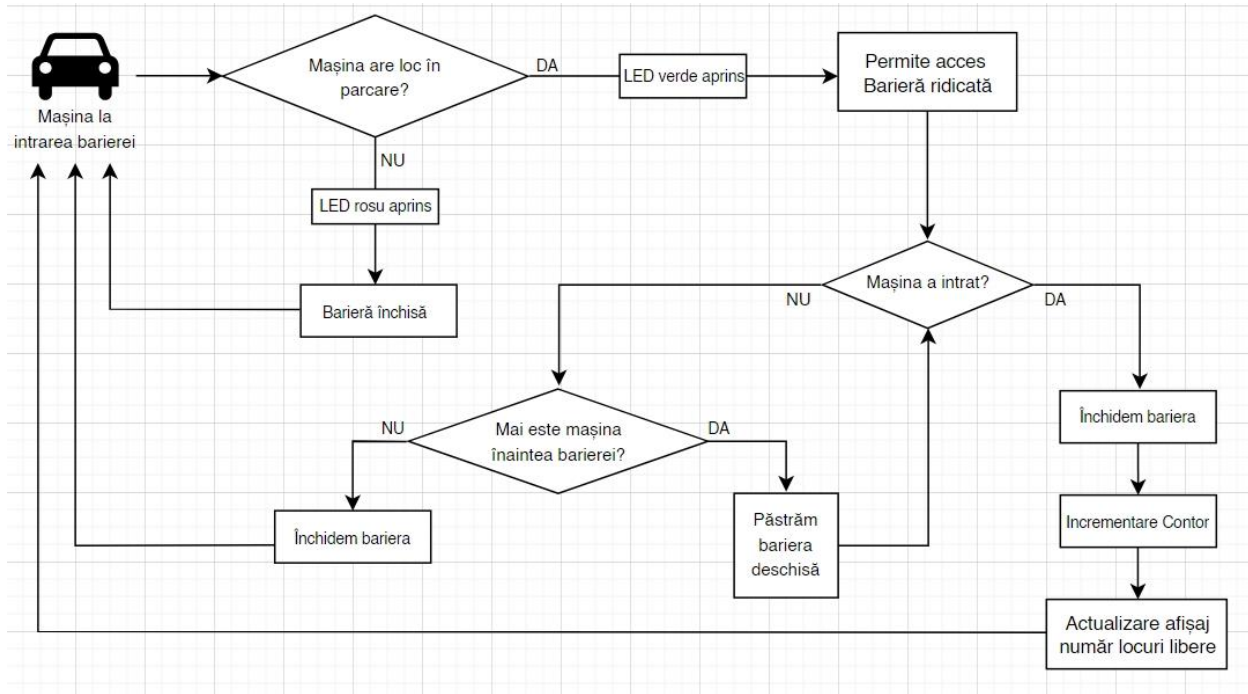 Mașina la
intrarea barierei
Mașina are loc în
parcare?
DA
LED verde aprins
Permite acces
Barieră ridicată
NU
LED rosu aprins
Barieră închisă
Mașina a intrat?
NU
DA
Mai este mașina
înaintea barierei?
NU
DA
Închidem bariera
Păstrăm
bariera
deschisă
Închidem bariera
Incrementare Contor
Actualizare afișaj
număr locuri libere